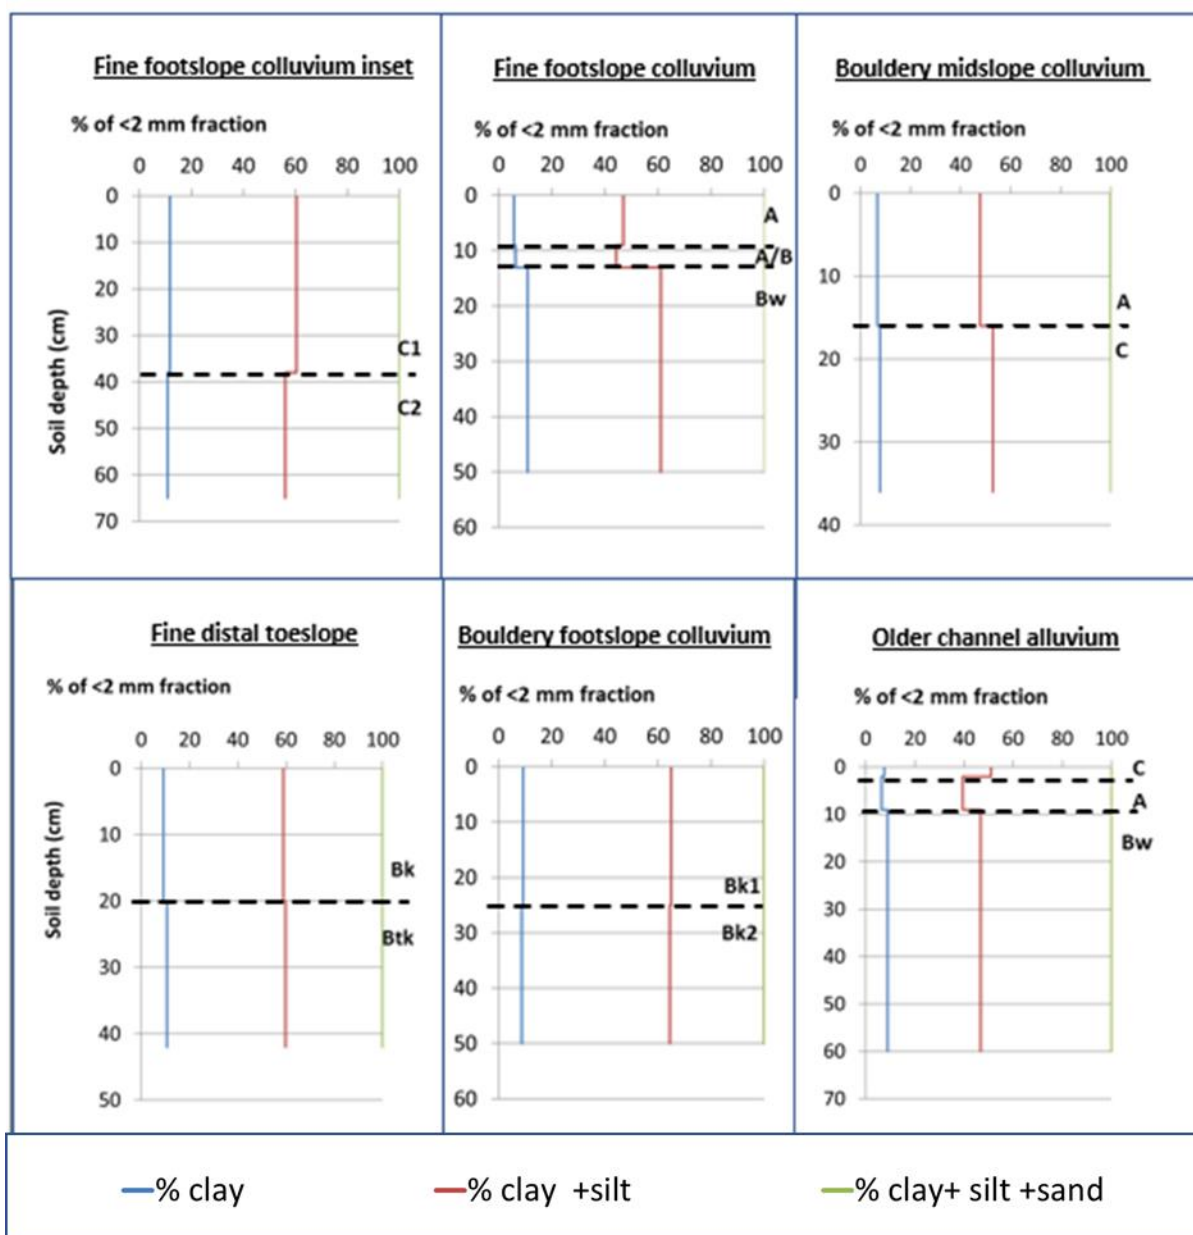 Fine footslope colluvium inset
% of <2 mm fraction
0 20 40 60 80 100
0
10
20
30
40
50
60
70
Soil depth (cm)
C1
C2
Fine footslope colluvium
% of <2 mm fraction
0 20 40 60 80 100
0
10
20
30
40
50
60
A
A/B
Bw
Bouldery midslope colluvium
% of <2 mm fraction
0 20 40 60 80 100
0
10
20
30
40
A
C
Fine distal toeslope
% of <2 mm fraction
0 20 40 60 80 100
0
10
20
30
40
50
Soil depth (cm)
Bk
Btk
Bouldery footslope colluvium
% of <2 mm fraction
0 20 40 60 80 100
0
10
20
30
40
50
60
Bk1
Bk2
Older channel alluvium
% of <2 mm fraction
0 20 40 60 80 100
0
10
20
30
40
50
60
70
C
A
Bw
% clay
% clay +silt
% clay+ silt +sand